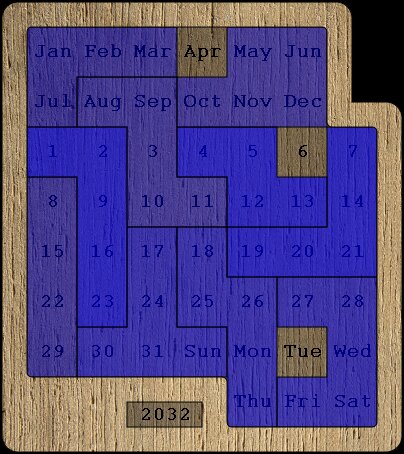 Jan Feb Mar Apr May Jun
Jul Aug Sep Oct Nov Dec
1 2 3 4 5 6 7
8 9 10 11 12 13 14
15 16 17 18 19 20 21
22 23 24 25 26 27 28
29 30 31 Sun Mon Tue Wed
Thu Fri Sat
2032